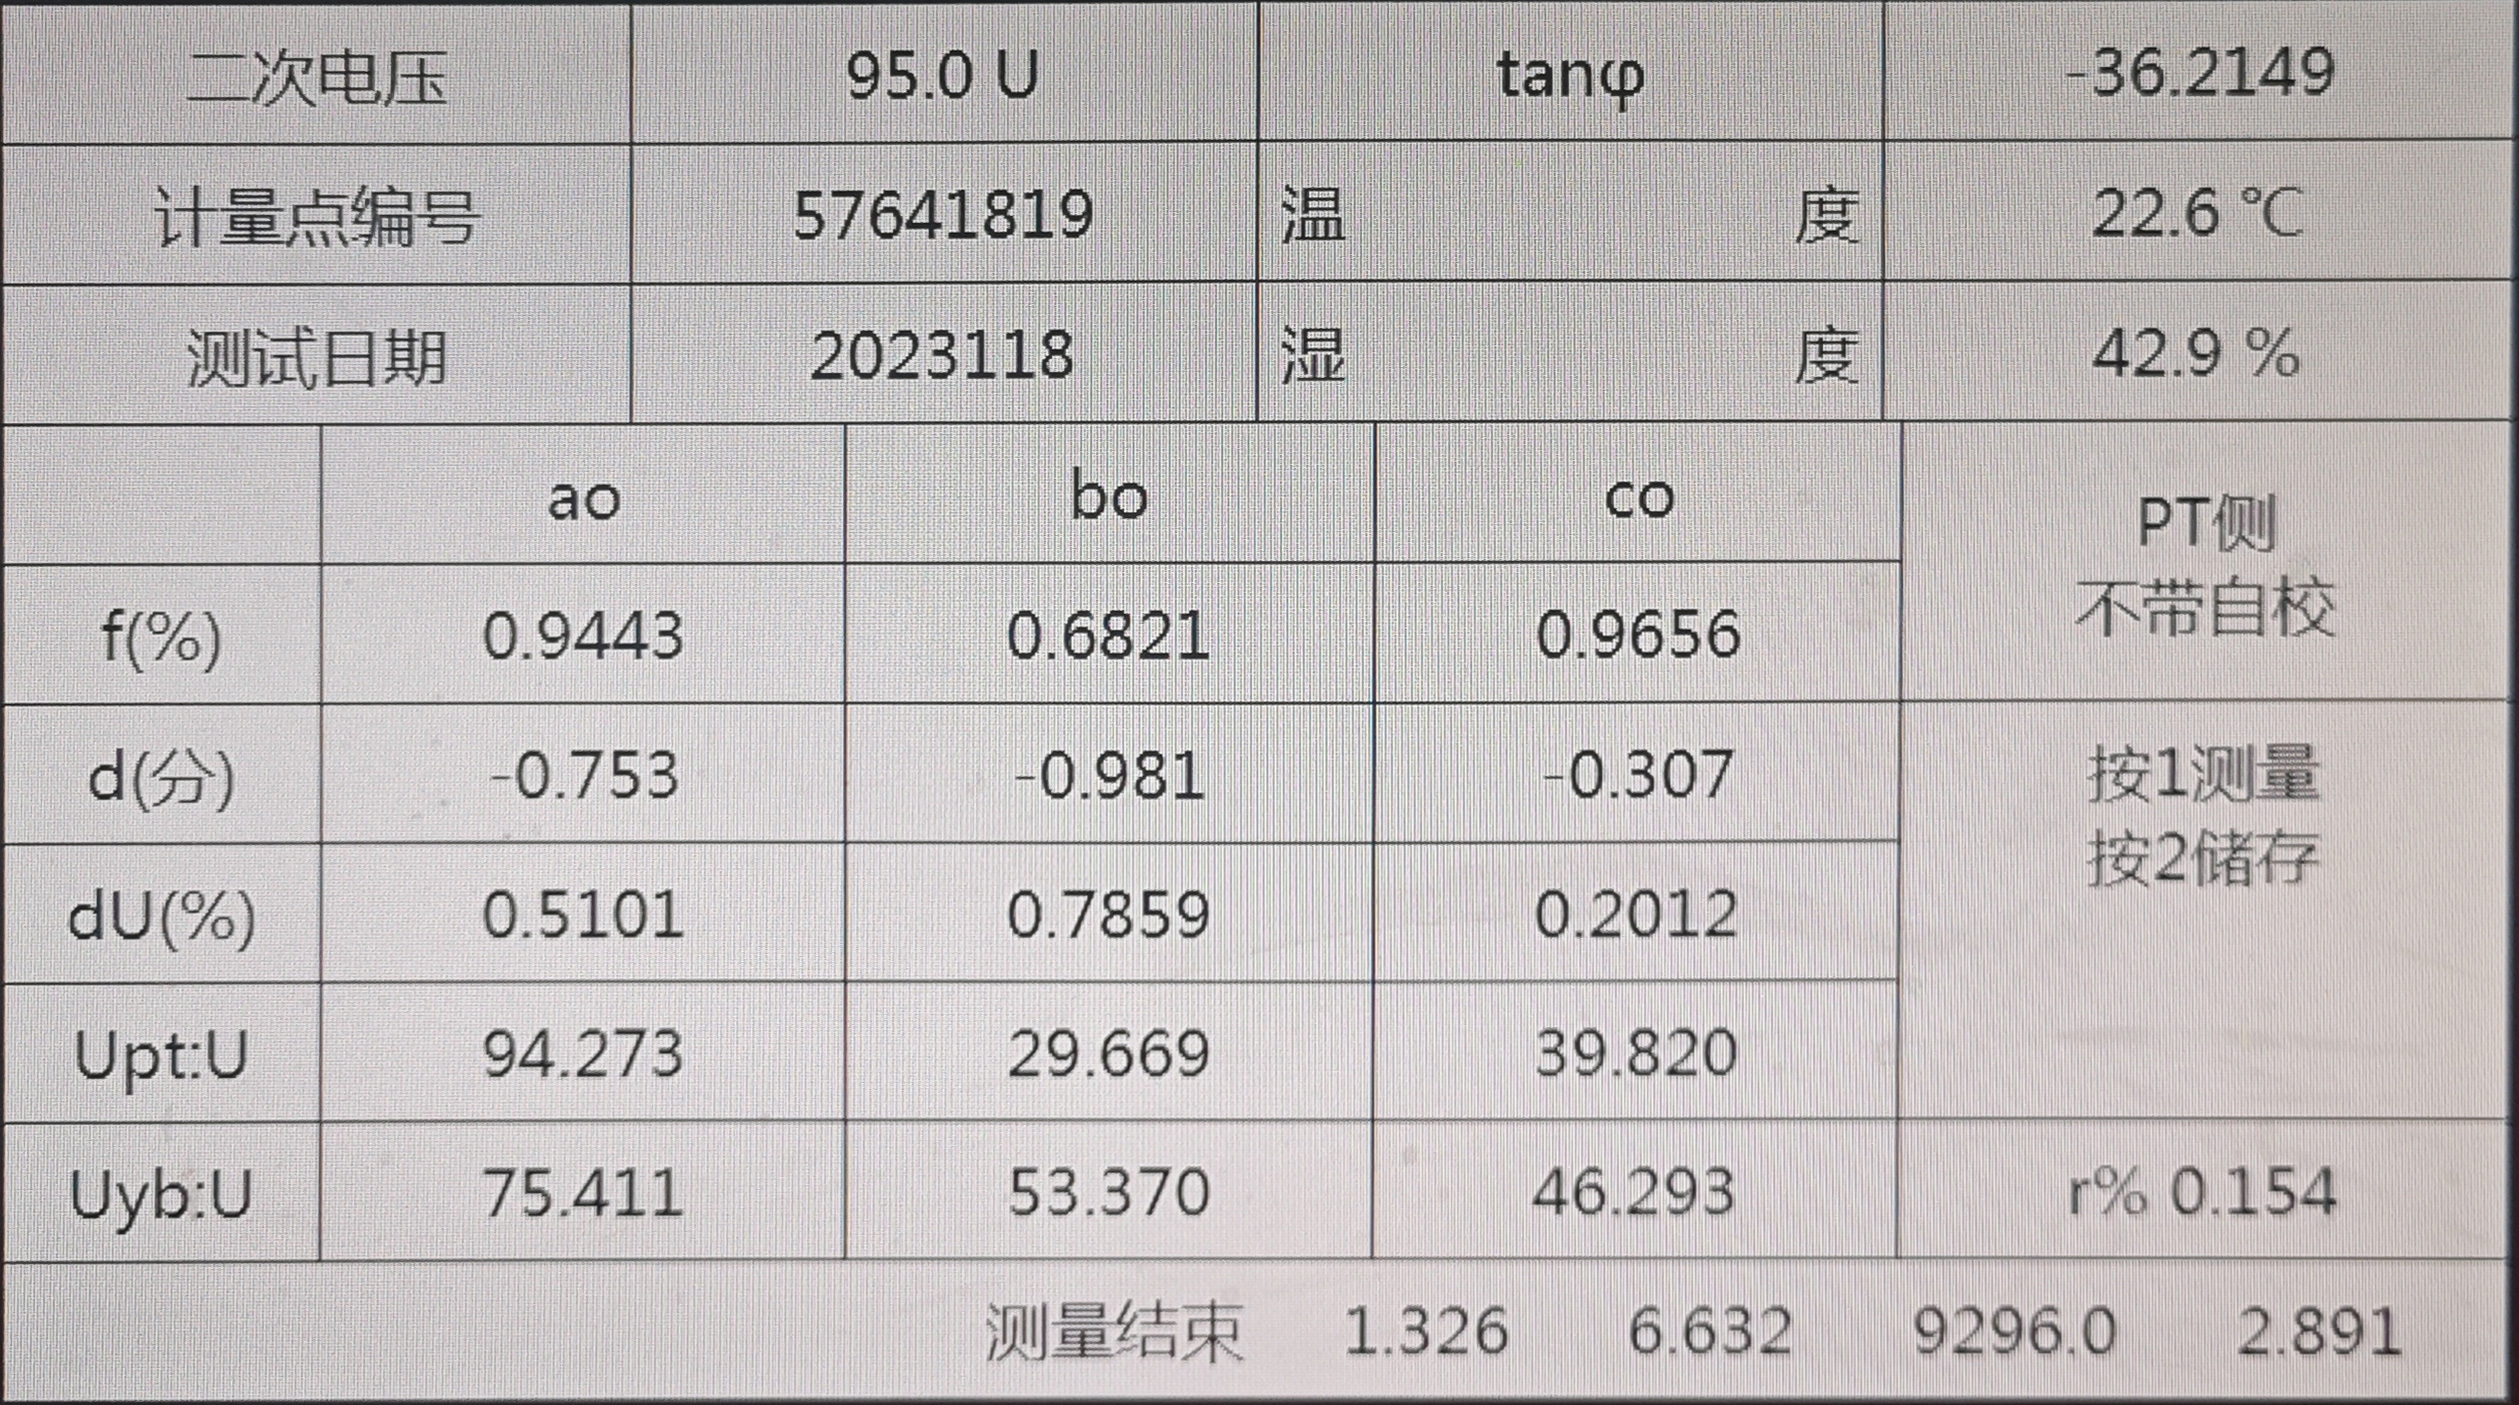 二次电压 95.0 U tanφ -36.2149
计量点编号 57641819 温 度 22.6 ℃
测试日期 2023118 湿 度 42.9 %
ao bo co
PT侧
不带自校
f(%) 0.9443 0.6821 0.9656
d(分) -0.753 -0.981 -0.307
按1测量
按2储存
dU(%) 0.5101 0.7859 0.2012
Upt:U 94.273 29.669 39.820
Uyb:U 75.411 53.370 46.293 r% 0.154
测量结束 1.326 6.632 9296.0 2.891